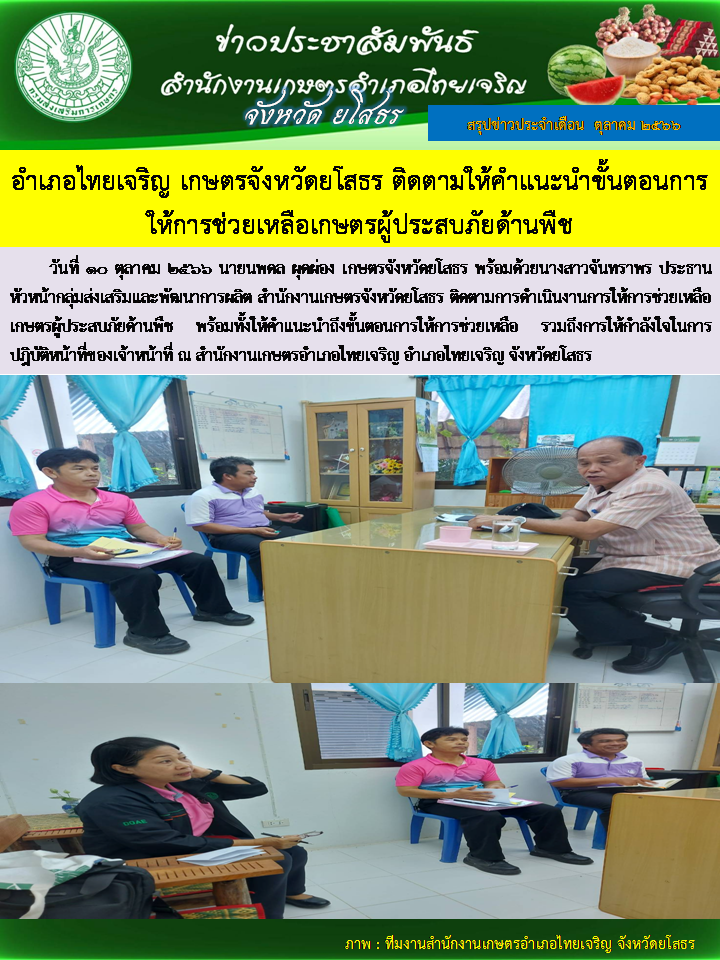 กรมส่งเสริมการเกษตร
ข่าวประชาสัมพันธ์
สำนักงานเกษตรอำเภอไทยเจริญ
จังหวัด ยโสธร
สรุปข่าวประจำเดือน ตุลาคม ๒๕๖๖
อำเภอไทยเจริญ เกษตรจังหวัดยโสธร ติดตามให้คำแนะนำขั้นตอนการ
ให้การช่วยเหลือเกษตรผู้ประสบภัยด้านพืช
วันที่ ๑๐ ตุลาคม ๒๕๖๖ นายนพดล ผุดผ่อง เกษตรจังหวัดยโสธร พร้อมด้วยนางสาวจันทราพร ประธาน
หัวหน้ากลุ่มส่งเสริมและพัฒนาการผลิต สำนักงานเกษตรจังหวัดยโสธร ติดตามการดำเนินงานการให้การช่วยเหลือ
เกษตรผู้ประสบภัยด้านพืช พร้อมทั้งให้คำแนะนำถึงขั้นตอนการให้การช่วยเหลือ รวมถึงการให้กำลังใจในการ
ปฎิบัติหน้าที่ของเจ้าหน้าที่ ณ สำนักงานเกษตรอำเภอไทยเจริญ อำเภอไทยเจริญ จังหวัดยโสธร
DOAE
ภาพ : ทีมงานสำนักงานเกษตรอำเภอไทยเจริญ จังหวัดยโสธร